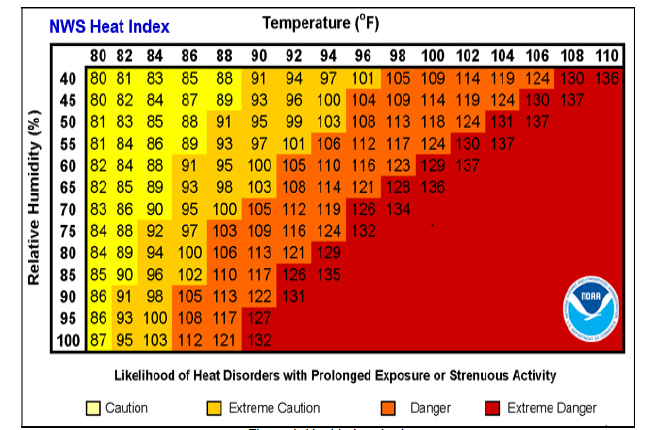 NWS Heat Index
Temperature (°F)
80 82 84 86 88 90 92 94 96 98 100 102 104 106 108 110
40 80 81 83 85 88 91 94 97 101 105 109 114 119 124 130 136
45 80 82 84 87 89 93 96 100 104 109 114 119 124 130 137
50 81 83 85 88 91 95 99 103 108 113 118 124 131 137
55 81 84 86 89 93 97 101 106 112 117 124 130 137
60 82 84 88 91 95 100 105 110 116 123 129 137
65 82 85 89 93 98 103 108 114 121 128 136
70 83 86 90 95 100 105 112 119 126 134
75 84 88 92 97 103 109 116 124 132
80 84 89 94 100 106 113 121 129
85 85 90 96 102 110 117 126 135
90 86 91 98 105 113 122 131
95 86 93 100 108 117 127
100 87 95 103 112 121 132
Relative Humidity (%)
NOAA
Likelihood of Heat Disorders with Prolonged Exposure or Strenuous Activity
Caution Extreme Caution Danger Extreme Danger